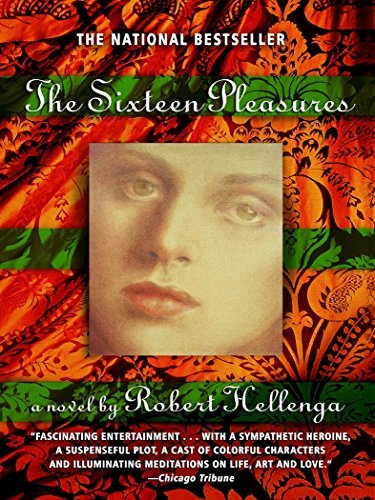 THE NATIONAL BESTSELLER
The Sixteen Pleasures
a novel by Robert Hellenga
"FASCINATING ENTERTAINMENT . . . WITH A SYMPATHETIC HEROINE,
A SUSPENSEFUL PLOT, A CAST OF COLORFUL CHARACTERS
AND ILLUMINATING MEDITATIONS ON LIFE, ART AND LOVE."
—Chicago Tribune